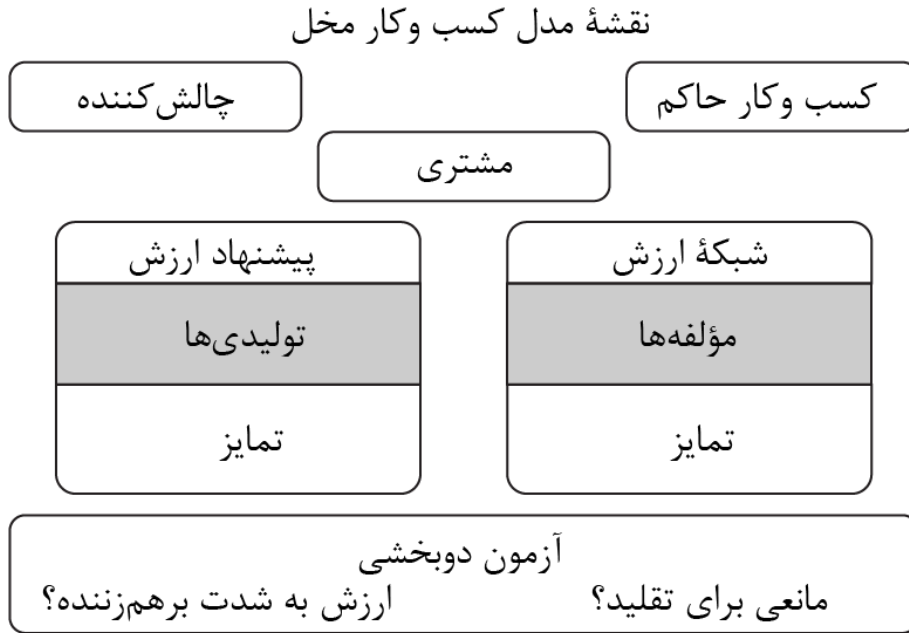 نقشهٔ مدل کسب وکار مخل
کسب وکار حاکم
چالش‌کننده
مشتری
شبکهٔ ارزش
مؤلفه‌ها
تمایز
پیشنهاد ارزش
تولیدی‌ها
تمایز
آزمون دوبخشی
مانعی برای تقلید؟
ارزش به شدت برهم‌زننده؟